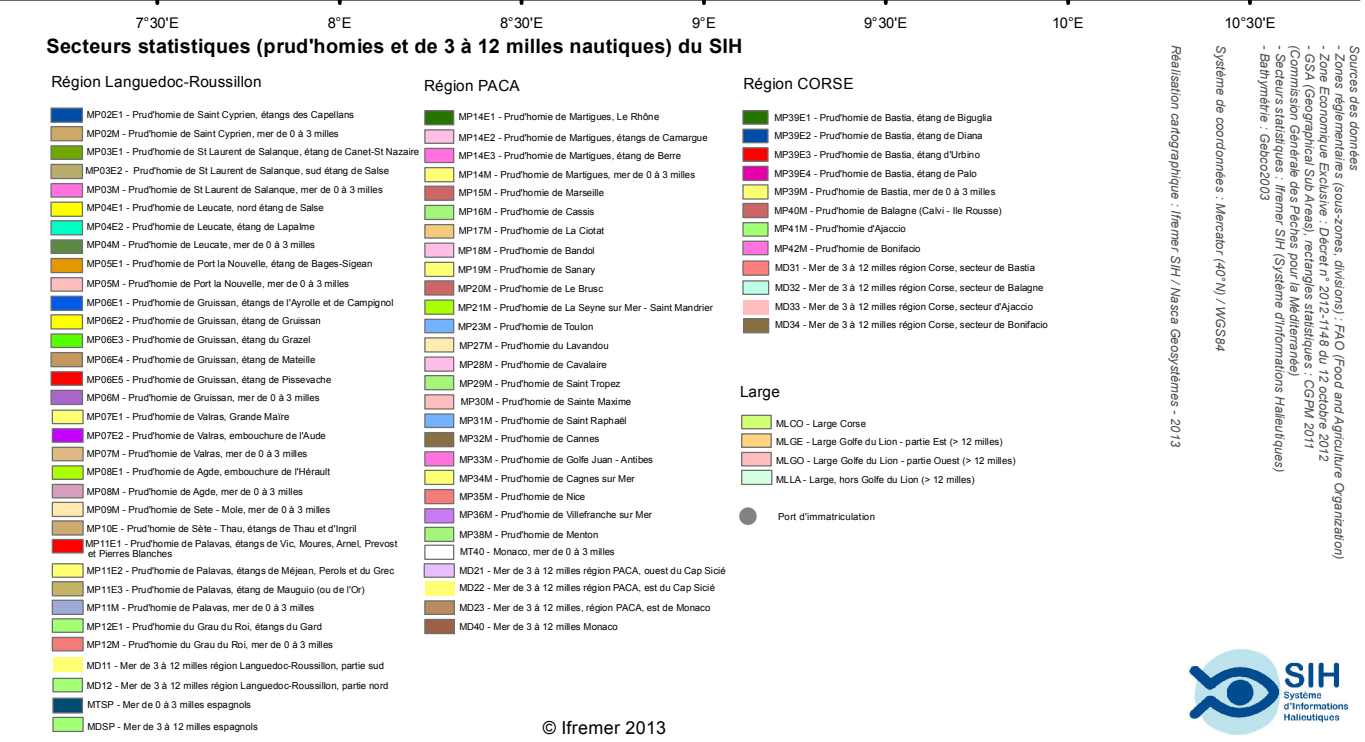 7°30'E 8°E 8°30'E 9°E 9°30'E 10°E 10°30'E
Secteurs statistiques (prud'homies et de 3 à 12 milles nautiques) du SIH
Région Languedoc-Roussillon
MP02E1 - Prud'homie de Saint Cyprien, étangs des Capellans
MP02M - Prud'homie de Saint Cyprien, mer de 0 à 3 milles
MP03E1 - Prud'homie de St Laurent de Salanque, étang de Canet-St Nazaire
MP03E2 - Prud'homie de St Laurent de Salanque, sud étang de Salse
MP03M - Prud'homie de St Laurent de Salanque, mer de 0 à 3 milles
MP04E1 - Prud'homie de Leucate, nord étang de Salse
MP04E2 - Prud'homie de Leucate, étang de Lapalme
MP04M - Prud'homie de Leucate, mer de 0 à 3 milles
MP05E1 - Prud'homie de Port la Nouvelle, étang de Bages-Sigean
MP05M - Prud'homie de Port la Nouvelle, mer de 0 à 3 milles
MP06E1 - Prud'homie de Gruissan, étangs de l'Ayrolle et de Campignol
MP06E2 - Prud'homie de Gruissan, étang de Gruissan
MP06E3 - Prud'homie de Gruissan, étang du Grazel
MP06E4 - Prud'homie de Gruissan, étang de Mateille
MP06E5 - Prud'homie de Gruissan, étang de Pissevache
MP06M - Prud'homie de Gruissan, mer de 0 à 3 milles
MP07E1 - Prud'homie de Valras, Grande Maïre
MP07E2 - Prud'homie de Valras, embouchure de l'Aude
MP07M - Prud'homie de Valras, mer de 0 à 3 milles
MP08E1 - Prud'homie de Agde, embouchure de l'Hérault
MP08M - Prud'homie de Agde, mer de 0 à 3 milles
MP09M - Prud'homie de Sete - Mole, mer de 0 à 3 milles
MP10E - Prud'homie de Sète - Thau, étangs de Thau et d'Ingril
MP11E1 - Prud'homie de Palavas, étangs de Vic, Moures, Arnel, Prevost
et Pierres Blanches
MP11E2 - Prud'homie de Palavas, étangs de Méjean, Perols et du Grec
MP11E3 - Prud'homie de Palavas, étang de Mauguio (ou de l'Or)
MP11M - Prud'homie de Palavas, mer de 0 à 3 milles
MP12E1 - Prud'homie du Grau du Roi, étangs du Gard
MP12M - Prud'homie du Grau du Roi, mer de 0 à 3 milles
MD11 - Mer de 3 à 12 milles région Languedoc-Roussillon, partie sud
MD12 - Mer de 3 à 12 milles région Languedoc-Roussillon, partie nord
MTSP - Mer de 0 à 3 milles espagnols
MDSP - Mer de 3 à 12 milles espagnols
Région PACA
MP14E1 - Prud'homie de Martigues, Le Rhône
MP14E2 - Prud'homie de Martigues, étangs de Camargue
MP14E3 - Prud'homie de Martigues, étang de Berre
MP14M - Prud'homie de Martigues, mer de 0 à 3 milles
MP15M - Prud'homie de Marseille
MP16M - Prud'homie de Cassis
MP17M - Prud'homie de La Ciotat
MP18M - Prud'homie de Bandol
MP19M - Prud'homie de Sanary
MP20M - Prud'homie de Le Brusc
MP21M - Prud'homie de La Seyne sur Mer - Saint Mandrier
MP23M - Prud'homie de Toulon
MP27M - Prud'homie du Lavandou
MP28M - Prud'homie de Cavalaire
MP29M - Prud'homie de Saint Tropez
MP30M - Prud'homie de Sainte Maxime
MP31M - Prud'homie de Saint Raphaël
MP32M - Prud'homie de Cannes
MP33M - Prud'homie de Golfe Juan - Antibes
MP34M - Prud'homie de Cagnes sur Mer
MP35M - Prud'homie de Nice
MP36M - Prud'homie de Villefranche sur Mer
MP38M - Prud'homie de Menton
MT40 - Monaco, mer de 0 à 3 milles
MD21 - Mer de 3 à 12 milles région PACA, ouest du Cap Sicié
MD22 - Mer de 3 à 12 milles région PACA, est du Cap Sicié
MD23 - Mer de 3 à 12 milles, région PACA, est de Monaco
MD40 - Mer de 3 à 12 milles Monaco
Région CORSE
MP39E1 - Prud'homie de Bastia, étang de Biguglia
MP39E2 - Prud'homie de Bastia, étang de Diana
MP39E3 - Prud'homie de Bastia, étang d'Urbino
MP39E4 - Prud'homie de Bastia, étang de Palo
MP39M - Prud'homie de Bastia, mer de 0 à 3 milles
MP40M - Prud'homie de Balagne (Calvi - Ile Rousse)
MP41M - Prud'homie d'Ajaccio
MP42M - Prud'homie de Bonifacio
MD31 - Mer de 3 à 12 milles région Corse, secteur de Bastia
MD32 - Mer de 3 à 12 milles région Corse, secteur de Balagne
MD33 - Mer de 3 à 12 milles région Corse, secteur d'Ajaccio
MD34 - Mer de 3 à 12 milles région Corse, secteur de Bonifacio
Large
MLCO - Large Corse
MLGE - Large Golfe du Lion - partie Est (> 12 milles)
MLGO - Large Golfe du Lion - partie Ouest (> 12 milles)
MLLA - Large, hors Golfe du Lion (> 12 milles)
Port d'immatriculation
Sources des données
- Zones réglementaires (sous-zones, divisions) : FAO (Food and Agriculture Organization)
- Zone Economique Exclusive : Décret n° 2012-1148 du 12 octobre 2012
- GSA (Geographical Sub Areas), rectangles statistiques : CGPM 2011
(Commission Générale des Pêches pour la Méditerranée)
- Secteurs statistiques : Ifremer SIH (Système d'Informations Halieutiques)
- Bathymétrie : Gebco2003
Système de coordonnées : Mercator (40°N) / WGS84
Réalisation cartographique : Ifremer SIH / Nasca Geosystèmes - 2013
SIH
Système
d'Informations
Halieutiques
© Ifremer 2013